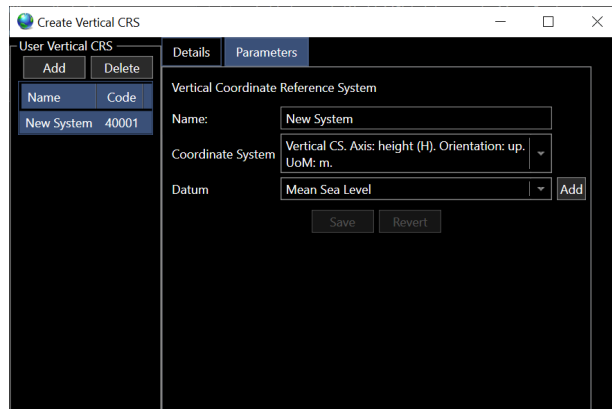 Create Vertical CRS
User Vertical CRS
Add Delete
Name Code
New System 40001
Details Parameters
Vertical Coordinate Reference System
Name: New System
Coordinate System Vertical CS. Axis: height (H). Orientation: up.
UoM: m.
Datum Mean Sea Level Add
Save Revert